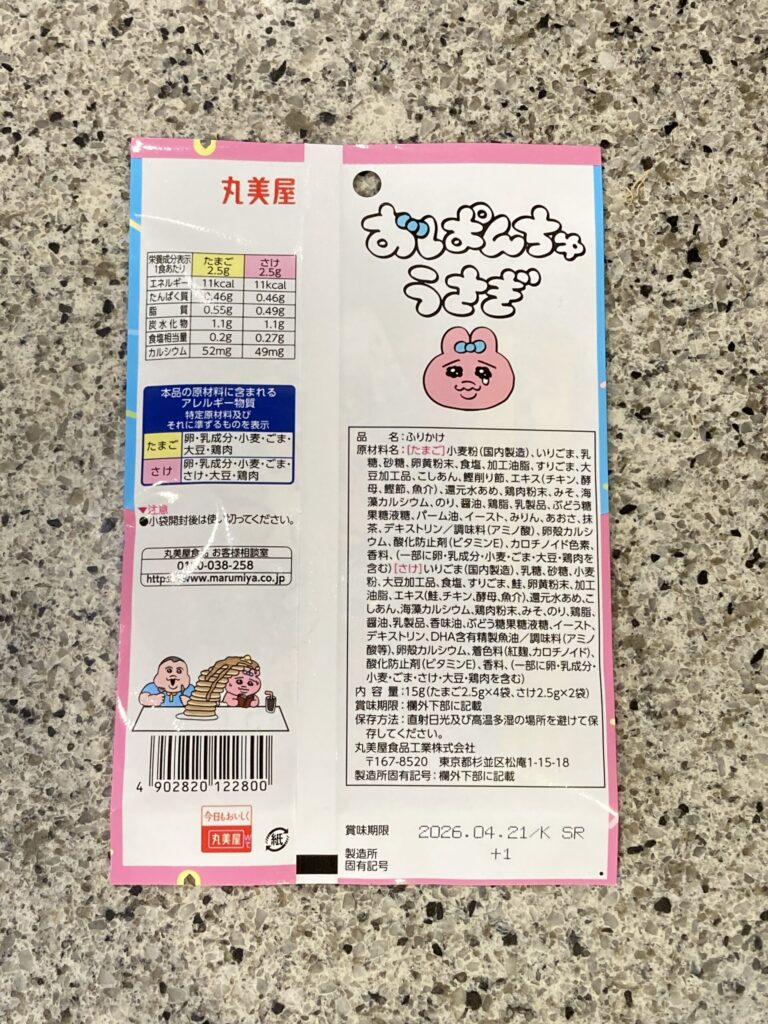 丸美屋
栄養成分表示 1食あたり たまご 2.5g さけ 2.5g
エネルギー 11kcal 11kcal
たんぱく質 0.46g 0.46g
脂質 0.55g 0.49g
炭水化物 1.1g 1.1g
食塩相当量 0.2g 0.27g
カルシウム 52mg 49mg
本品の原材料に含まれる
アレルギー物質
特定原材料及び
それに準ずるものを表示
たまご 卵・乳成分・小麦・ごま・
大豆・鶏肉
さけ 卵・乳成分・小麦・ごま・
さけ・大豆・鶏肉
▼注意
●小袋開封後は使い切ってください。
丸美屋食品 お客様相談室
0120-038-258
https://www.marumiya.co.jp
4 902820 122800
今日もおいしく
丸美屋
紙
おぱんちゅ
うさぎ
品名:ふりかけ
原材料名:[たまご]小麦粉(国内製造)、いりごま、乳
糖、砂糖、卵黄粉末、食塩、加工油脂、すりごま、大
豆加工品、こしあん、鰹削り節、エキス(チキン、酵
母、鰹節、魚介)、還元水あめ、鶏肉粉末、みそ、海
藻カルシウム、のり、醤油、鶏脂、乳製品、ぶどう糖
果糖液糖、パーム油、イースト、みりん、あおさ、抹
茶、デキストリン/調味料(アミノ酸)、卵殻カルシ
ウム、酸化防止剤(ビタミンE)、カロチノイド色素、
香料、(一部に卵・乳成分・小麦・ごま・大豆・鶏肉を
含む)[さけ]いりごま(国内製造)、乳糖、砂糖、小麦
粉、大豆加工品、食塩、すりごま、鮭、卵黄粉末、加工
油脂、エキス(鮭、チキン、酵母、魚介)、還元水あめ、こ
しあん、海藻カルシウム、鶏肉粉末、みそ、のり、鶏脂、
醤油、乳製品、香味油、ぶどう糖果糖液糖、イースト、
デキストリン、DHA含有精製魚油/調味料(アミノ
酸等)、卵殻カルシウム、着色料(紅麹、カロチノイド)、
酸化防止剤(ビタミンE)、香料、(一部に卵・乳成分・
小麦・ごま・さけ・大豆・鶏肉を含む)
内容量:15g(たまご2.5g×4袋、さけ2.5g×2袋)
賞味期限:欄外下部に記載
保存方法:直射日光及び高温多湿の場所を避けて保
存してください。
丸美屋食品工業株式会社
〒167-8520 東京都杉並区松庵1-15-18
製造所固有記号:欄外下部に記載
賞味期限 2026.04.21/K SR
製造所 +1
固有記号